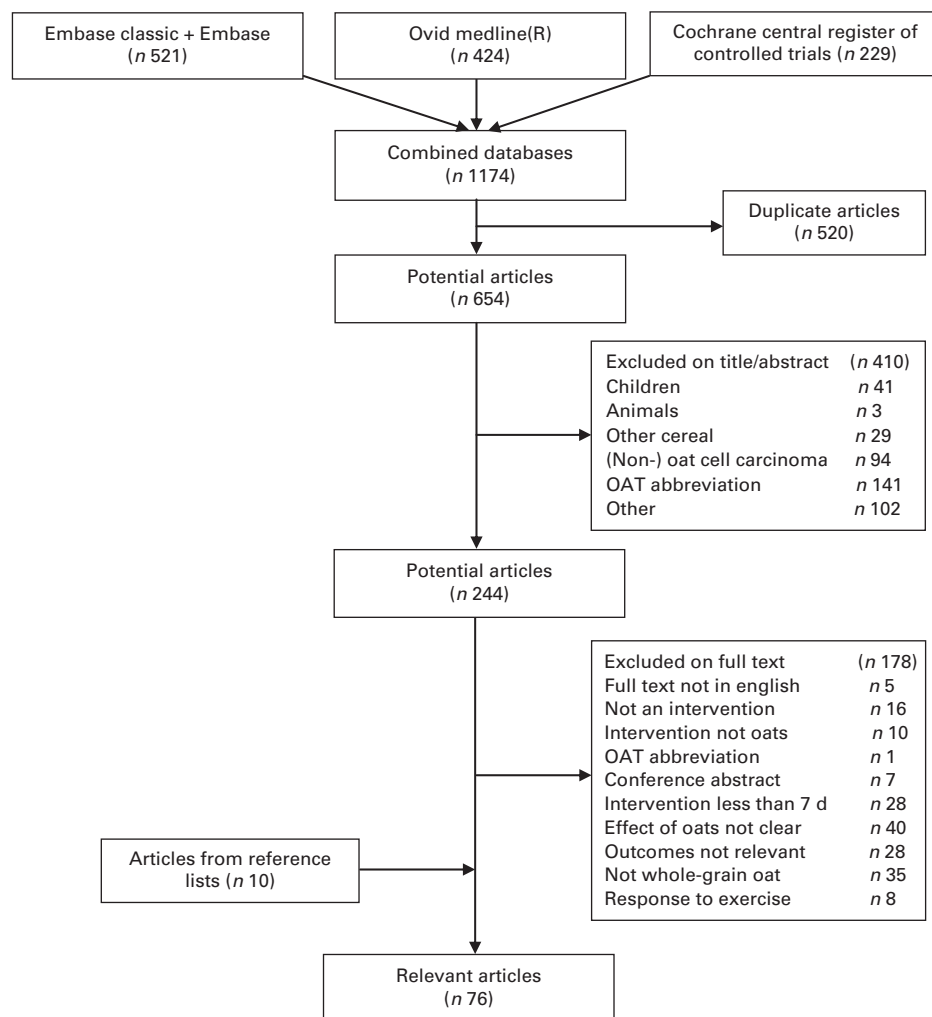 Embase classic + Embase
(n 521)
Ovid medline(R)
(n 424)
Cochrane central register of
controlled trials (n 229)
Combined databases
(n 1174)
Duplicate articles
(n 520)
Potential articles
(n 654)
Excluded on title/abstract (n 410)
Children n 41
Animals n 3
Other cereal n 29
(Non-) oat cell carcinoma n 94
OAT abbreviation n 141
Other n 102
Potential articles
(n 244)
Excluded on full text (n 178)
Full text not in english n 5
Not an intervention n 16
Intervention not oats n 10
OAT abbreviation n 1
Conference abstract n 7
Intervention less than 7 d n 28
Effect of oats not clear n 40
Outcomes not relevant n 28
Not whole-grain oat n 35
Response to exercise n 8
Articles from reference
lists (n 10)
Relevant articles
(n 76)